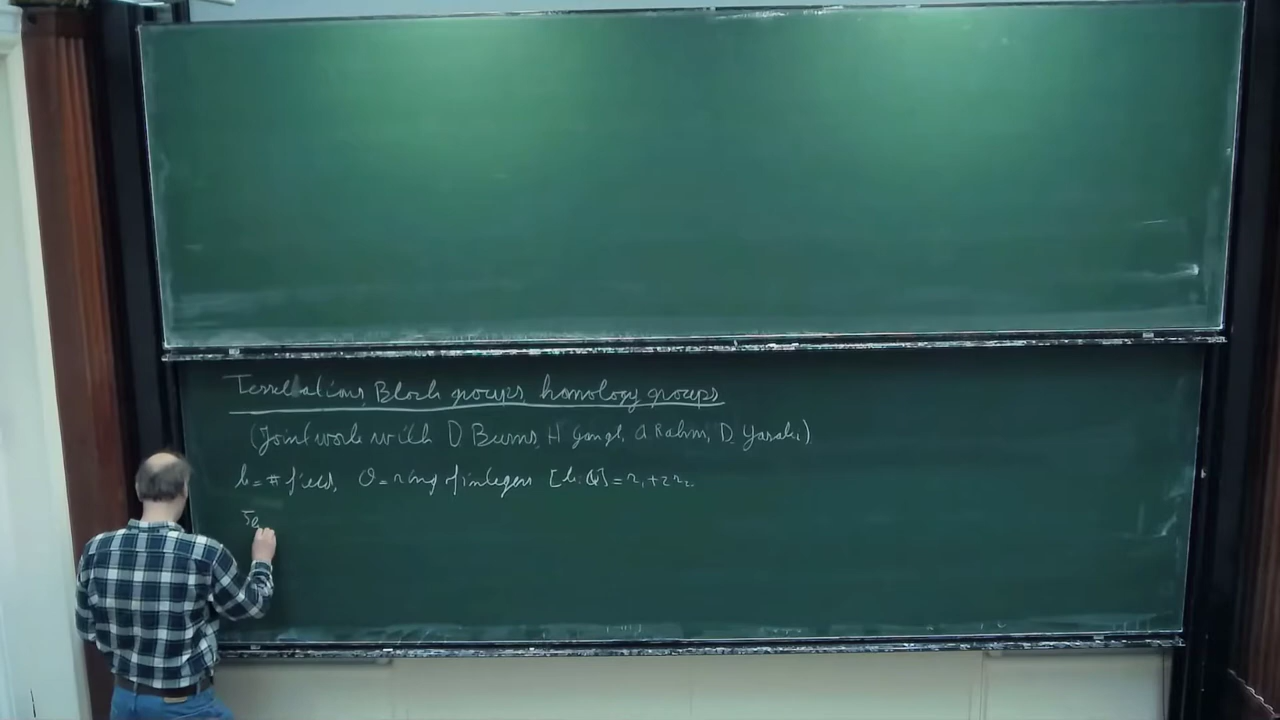 Tessellations, Bloch groups, homology groups
(Joint work with D. Burns, H. Gangl, A. Rahm, D. Yasaki)
k = # field, O = ring of integers [k:Q] = r₁ + 2r₂